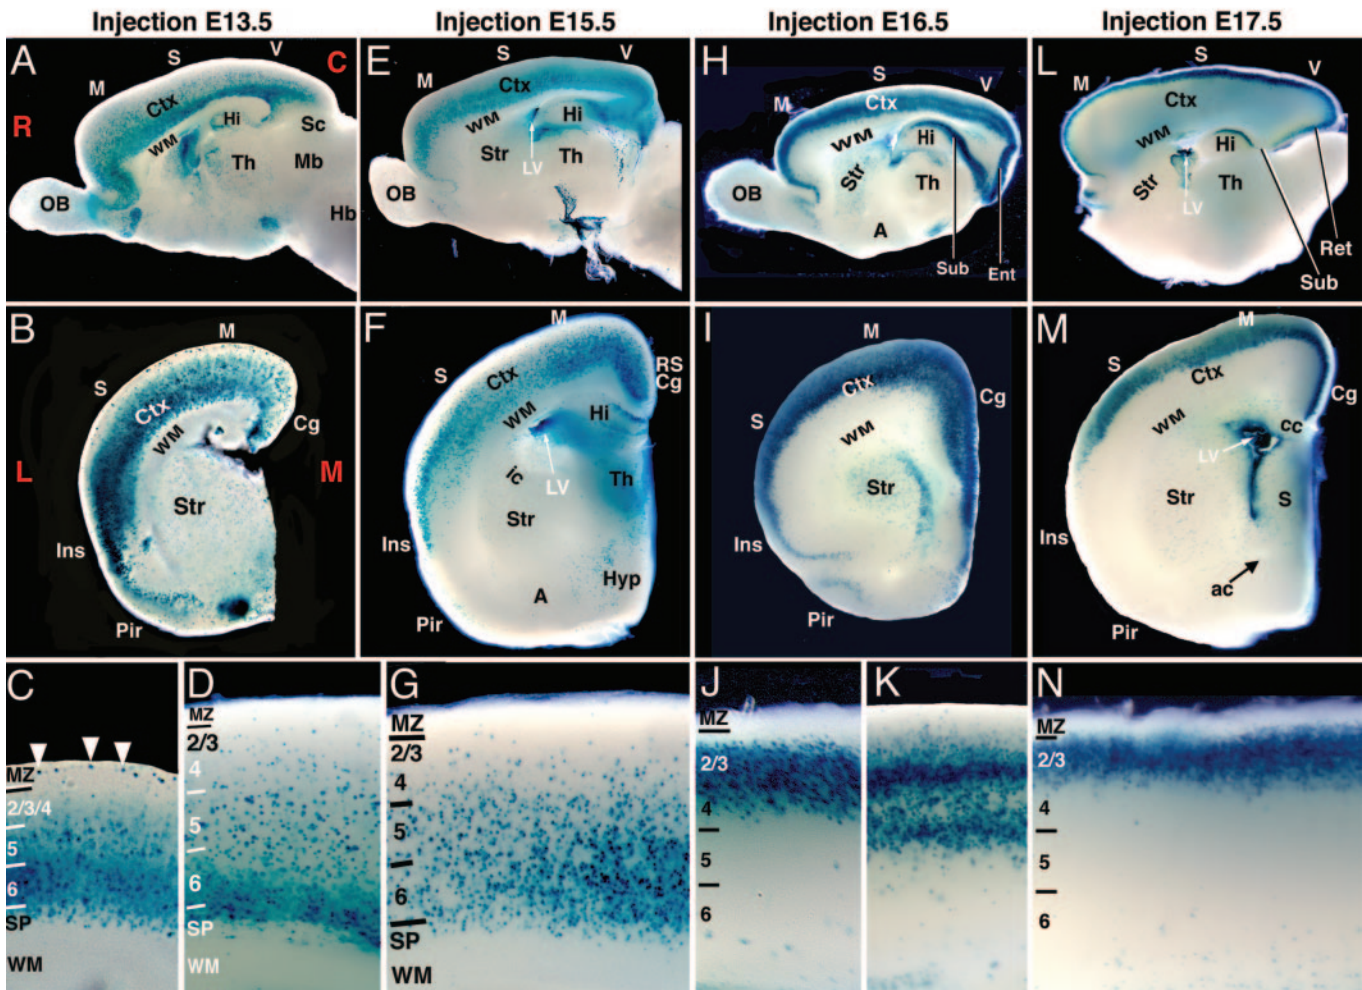 Injection E13.5
Injection E15.5
Injection E16.5
Injection E17.5
A
S
V
C
M
R
Ctx
Hi
Sc
WM
Th
Mb
OB
Hb
E
M
V
Ctx
WM
Hi
Str
LV
Th
OB
H
S
V
M
Ctx
WM
Hi
Str
Th
OB
A
Sub
Ent
L
S
V
M
Ctx
WM
Hi
Str
Th
LV
Ret
Sub
B
M
S
Ctx
WM
Cg
L
M
Str
Ins
Pir
F
M
S
RS
Cg
Ctx
WM
Hi
ic
LV
Th
Str
Ins
Hyp
A
Pir
I
M
Ctx
S
Cg
WM
Str
Ins
Pir
M
M
S
Ctx
Cg
WM
cc
LV
Str
S
Ins
ac
Pir
C
MZ
2/3/4
5
6
SP
WM
D
MZ
2/3
4
5
6
SP
WM
G
MZ
2/3
4
5
6
SP
WM
J
MZ
2/3
4
5
6
K
N
MZ
2/3
4
5
6